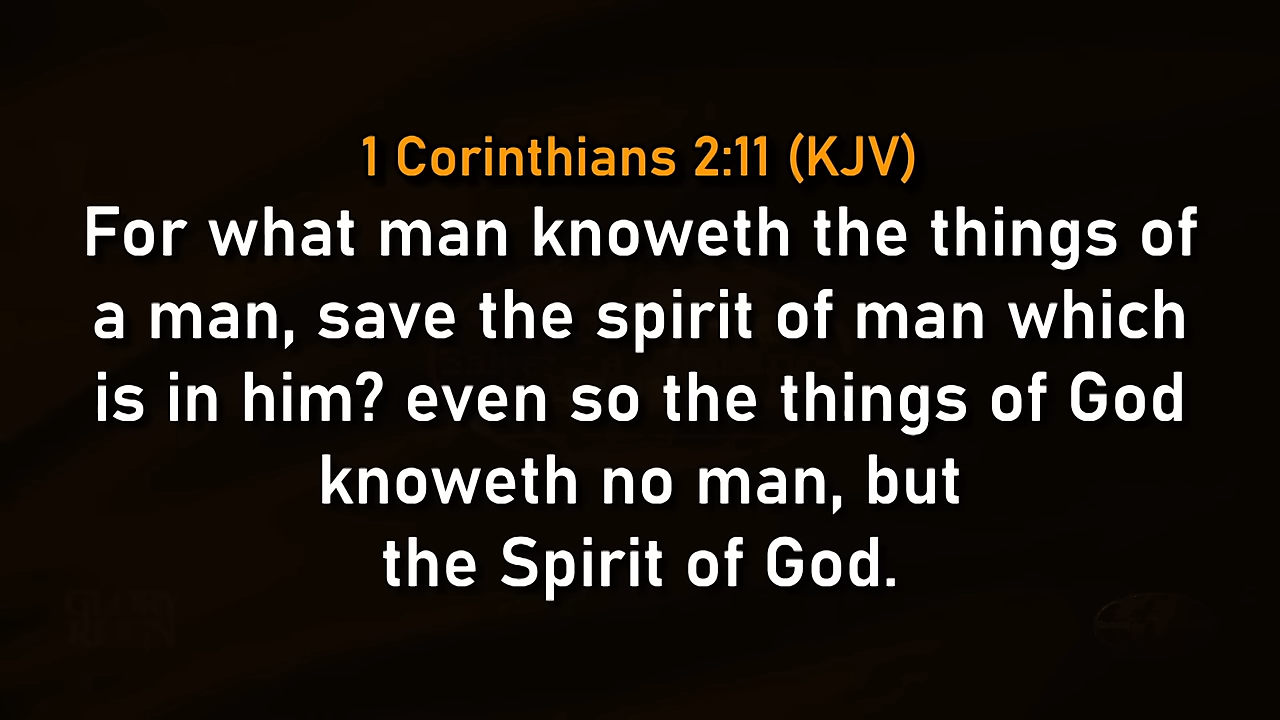 1 Corinthians 2:11 (KJV)
For what man knoweth the things of
a man, save the spirit of man which
is in him? even so the things of God
knoweth no man, but
the Spirit of God.